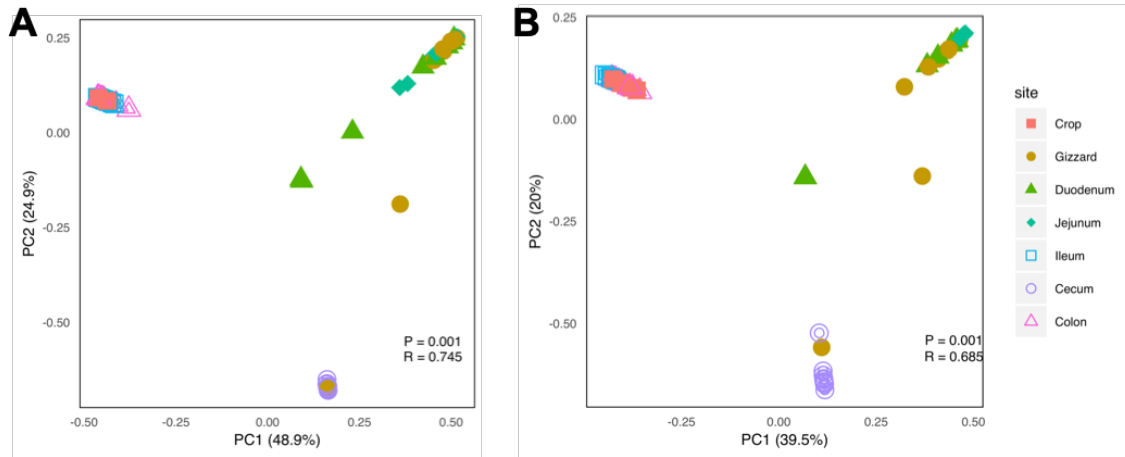 A
0.25
0.00
-0.25
-0.50
PC2 (24.9%)
P = 0.001
R = 0.745
-0.50
-0.25
0.00
0.25
0.50
PC1 (48.9%)
B
0.25
0.00
-0.25
-0.50
PC2 (20%)
P = 0.001
R = 0.685
-0.50
-0.25
0.00
0.25
0.50
PC1 (39.5%)
site
Crop
Gizzard
Duodenum
Jejunum
Ileum
Cecum
Colon